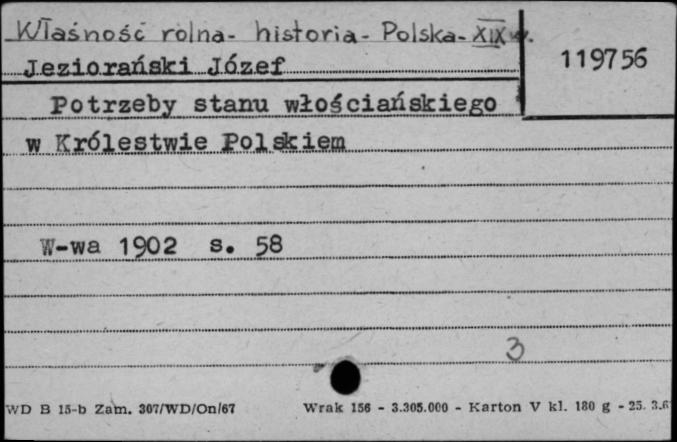 Własność rolna - historia - Polska - XIX w.
119756
Jeziorański Józef
Potrzeby stanu włościańskiego
w Królestwie Polskiem
W-wa 1902 s. 58
3
WD B 15-b Zam. 307/WD/On/67 Wrak 156 - 3.305.000 - Karton V kl. 180 g - 25. 3.6